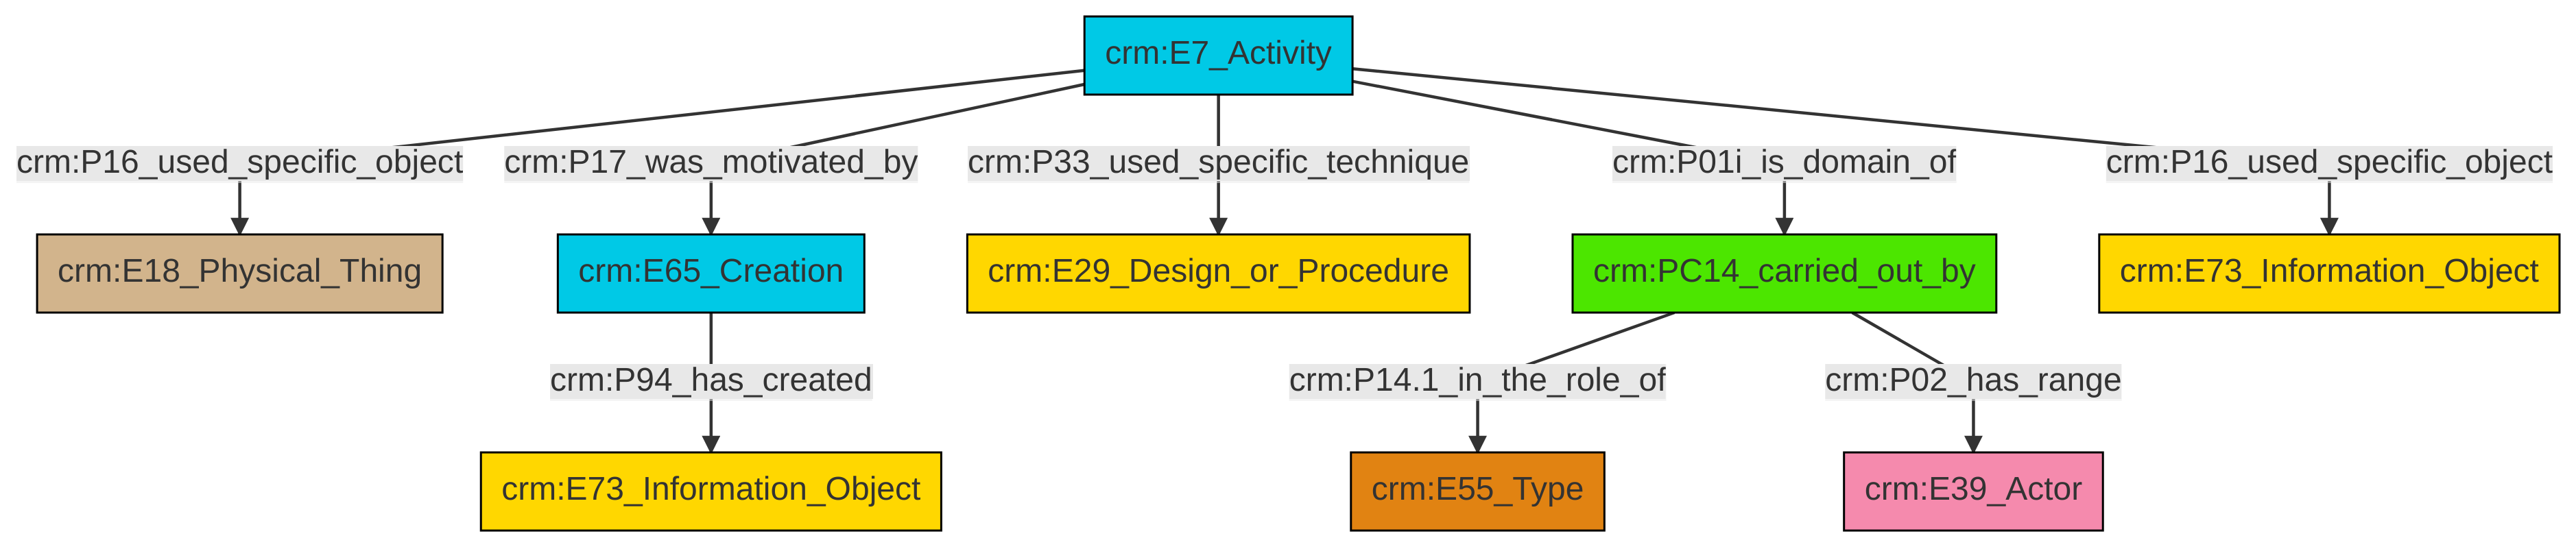 crm:E7_Activity
crm:P16_used_specific_object
crm:P17_was_motivated_by
crm:P33_used_specific_technique
crm:P01i_is_domain_of
crm:P16_used_specific_object
crm:E18_Physical_Thing
crm:E65_Creation
crm:E29_Design_or_Procedure
crm:PC14_carried_out_by
crm:E73_Information_Object
crm:P94_has_created
crm:P14.1_in_the_role_of
crm:P02_has_range
crm:E73_Information_Object
crm:E55_Type
crm:E39_Actor